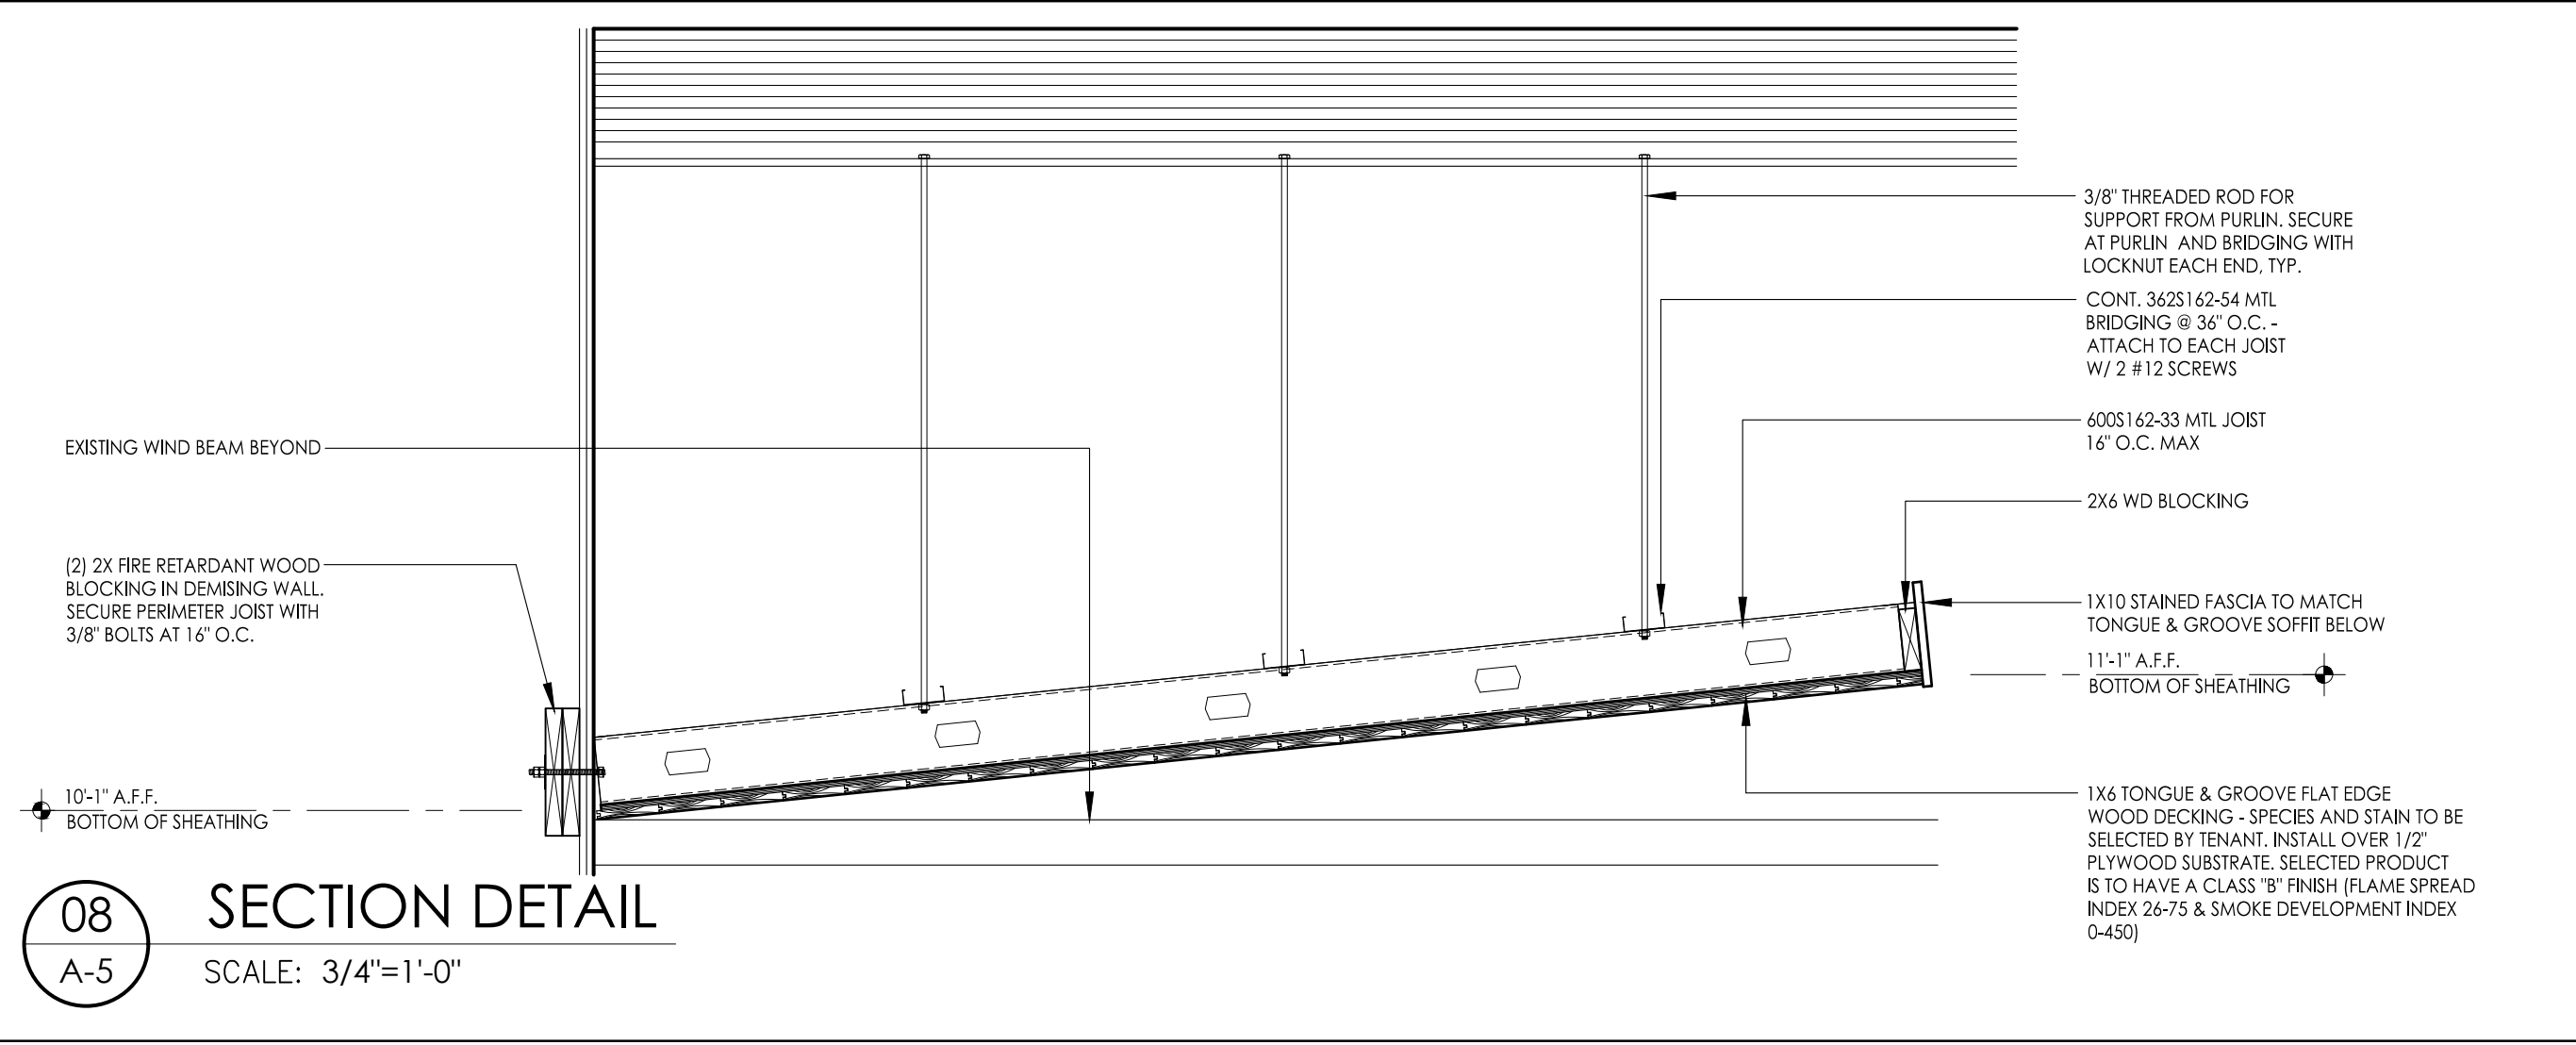 3/8" THREADED ROD FOR
SUPPORT FROM PURLIN. SECURE
AT PURLIN AND BRIDGING WITH
LOCKNUT EACH END, TYP.
CONT. 362S162-54 MTL
BRIDGING @ 36" O.C. -
ATTACH TO EACH JOIST
W/ 2 #12 SCREWS
600S162-33 MTL JOIST
16" O.C. MAX
EXISTING WIND BEAM BEYOND
2X6 WD BLOCKING
(2) 2X FIRE RETARDANT WOOD
BLOCKING IN DEMISING WALL.
SECURE PERIMETER JOIST WITH
3/8" BOLTS AT 16" O.C.
1X10 STAINED FASCIA TO MATCH
TONGUE & GROOVE SOFFIT BELOW
11'-1" A.F.F.
BOTTOM OF SHEATHING
10'-1" A.F.F.
BOTTOM OF SHEATHING
1X6 TONGUE & GROOVE FLAT EDGE
WOOD DECKING - SPECIES AND STAIN TO BE
SELECTED BY TENANT. INSTALL OVER 1/2"
PLYWOOD SUBSTRATE. SELECTED PRODUCT
IS TO HAVE A CLASS "B" FINISH (FLAME SPREAD
INDEX 26-75 & SMOKE DEVELOPMENT INDEX
0-450)
08
A-5
SECTION DETAIL
SCALE: 3/4"=1'-0"